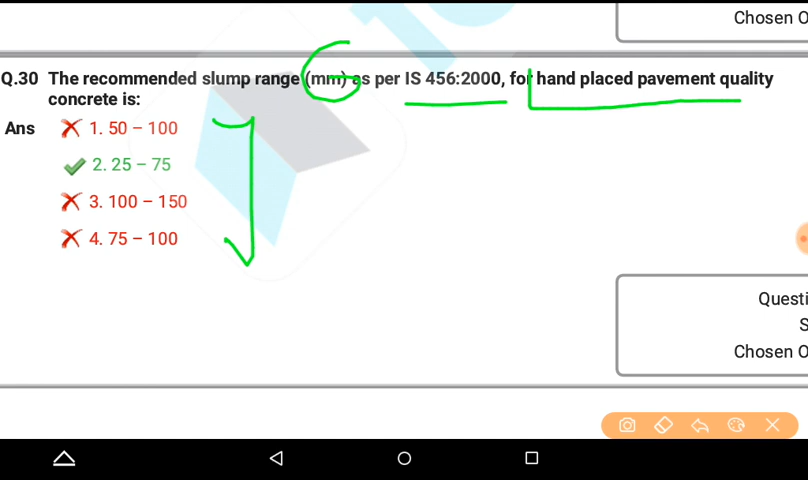 Chosen O
Q.30 The recommended slump range (mm) as per IS 456:2000, for hand placed pavement quality
concrete is:
Ans 1. 50 – 100
2. 25 – 75
3. 100 – 150
4. 75 – 100
Questi
S
Chosen O